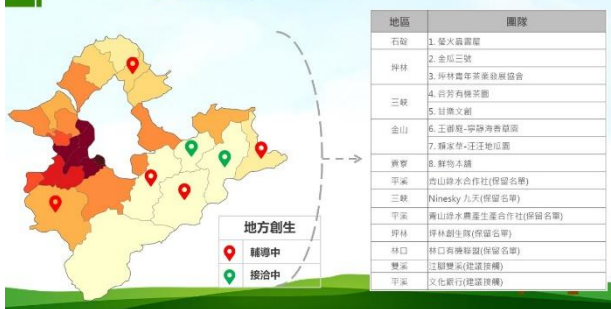 地區 團隊
石碇 1. 螢火蟲書屋
坪林 2. 金瓜三號
3. 坪林青年茶業發展協會
三峽 4. 谷芳有機茶園
5. 甘樂文創
金山 6. 王御庭-寧靜海香草園
7. 賴家華-汪汪地瓜園
貢寮 8. 鮮物本舖
平溪 青山綠水合作社(保留名單)
三峽 Ninesky 九天(保留名單)
平溪 青山綠水農產生產合作社(保留名單)
坪林 坪林創生隊(保留名單)
林口 林口有機聯盟(保留名單)
雙溪 江腳雙溪(建議接觸)
平溪 文化銀行(建議接觸)
地方創生
輔導中
接洽中